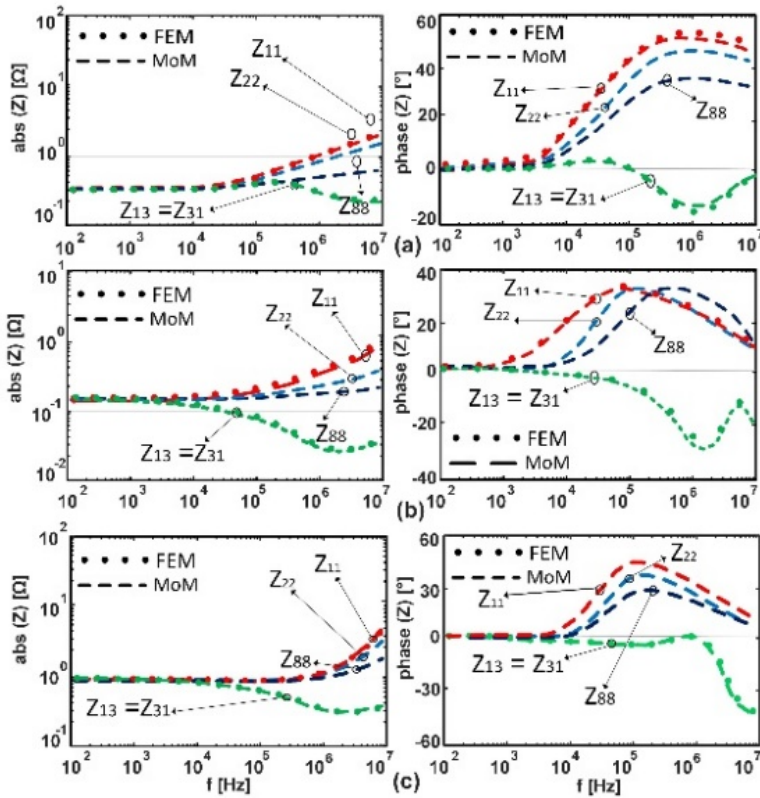 10²
FEM
MoM
Z₁₁
Z₂₂
10¹
10⁰
10⁻¹
abs (Z) [Ω]
Z₁₃ =Z₃₁
Z₈₈
10² 10³ 10⁴ 10⁵ 10⁶ 10⁷
60
40
20
0
-20
phase (Z) [°]
FEM
MoM
Z₁₁
Z₂₂
Z₈₈
Z₁₃ =Z₃₁
10² 10³ 10⁴ 10⁵ 10⁶ 10⁷
(a)
10¹
10⁰
10⁻¹
10⁻²
abs (Z) [Ω]
FEM
MoM
Z₁₁
Z₂₂
Z₈₈
Z₁₃ =Z₃₁
10² 10³ 10⁴ 10⁵ 10⁶ 10⁷
40
20
0
-20
-40
phase (Z) [°]
Z₁₁
Z₂₂
Z₈₈
Z₁₃ = Z₃₁
FEM
MoM
10² 10³ 10⁴ 10⁵ 10⁶ 10⁷
(b)
10²
10¹
10⁰
10⁻¹
abs (Z) [Ω]
FEM
MoM
Z₁₁
Z₂₂
Z₈₈
Z₁₃ = Z₃₁
10² 10³ 10⁴ 10⁵ 10⁶ 10⁷
f [Hz]
60
30
0
-30
-60
phase (Z) [°]
FEM
MoM
Z₂₂
Z₁₁
Z₁₃ = Z₃₁
Z₈₈
10² 10³ 10⁴ 10⁵ 10⁶ 10⁷
f [Hz]
(c)